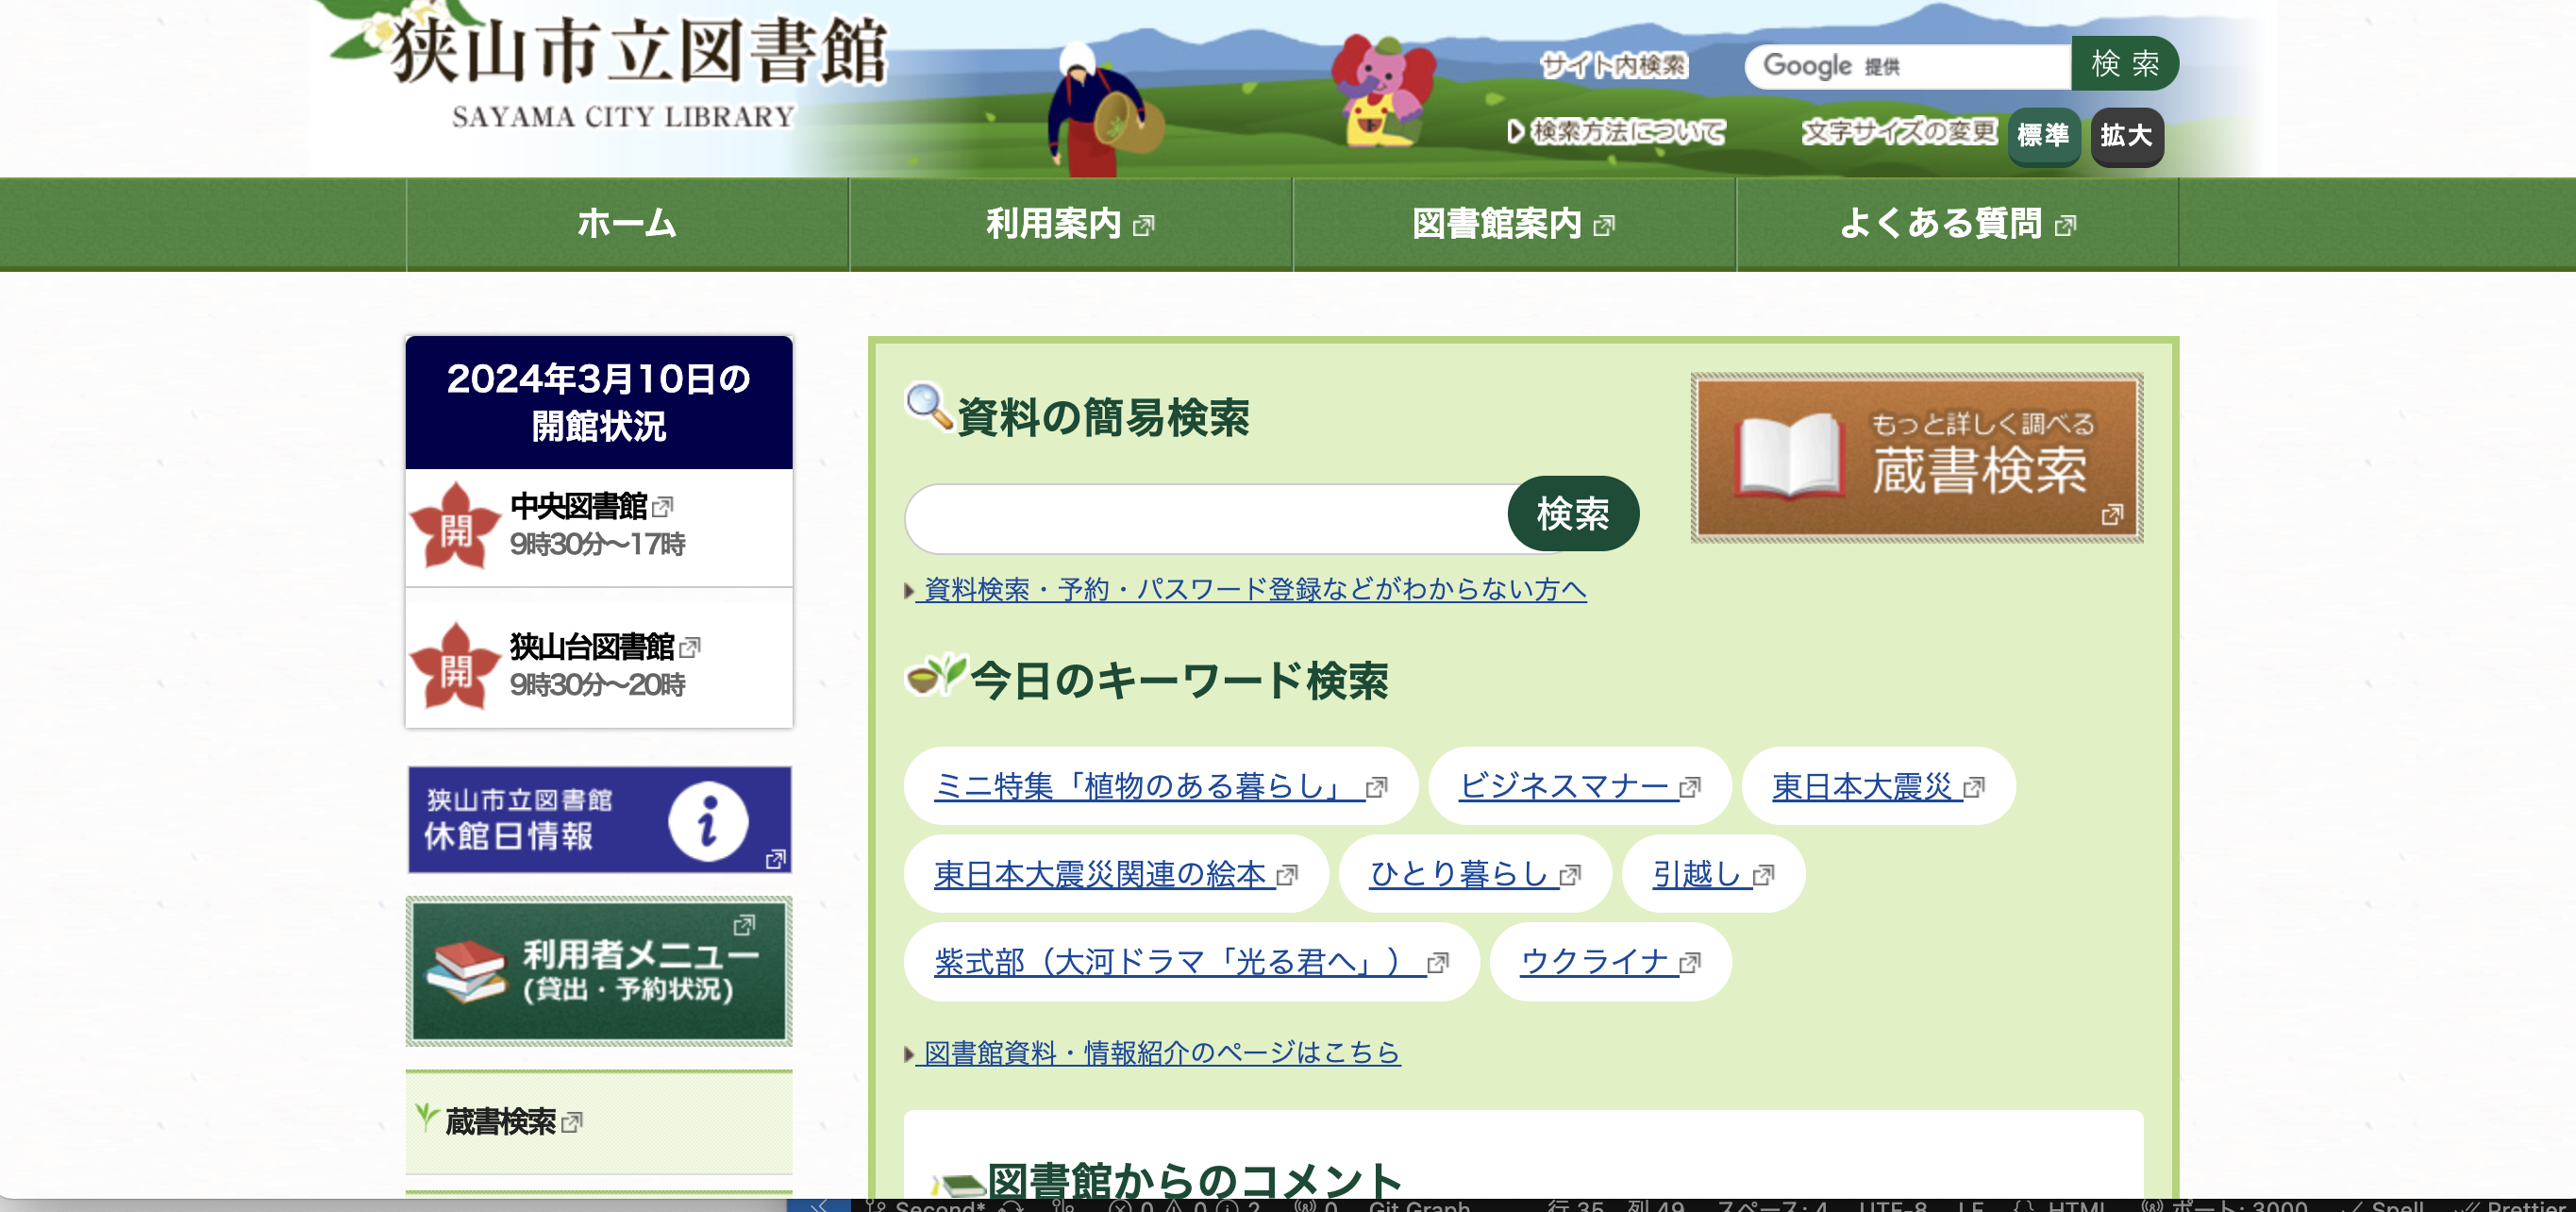 狭山市立図書館
SAYAMA CITY LIBRARY
サイト内検索
Google 提供
検索
検索方法について
文字サイズの変更
標準
拡大
ホーム
利用案内
図書館案内
よくある質問
2024年3月10日の
開館状況
開
中央図書館
9時30分〜17時
開
狭山台図書館
9時30分〜20時
狭山市立図書館
休館日情報
i
利用者メニュー
(貸出・予約状況)
蔵書検索
資料の簡易検索
検索
もっと詳しく調べる
蔵書検索
資料検索・予約・パスワード登録などがわからない方へ
今日のキーワード検索
ミニ特集「植物のある暮らし」
ビジネスマナー
東日本大震災
東日本大震災関連の絵本
ひとり暮らし
引越し
紫式部（大河ドラマ「光る君へ」）
ウクライナ
図書館資料・情報紹介のページはこちら
図書館からのコメント
Second* 0 0 2 0 Git Graph 行 35、列 49 スペース: 4 UTF-8 LF {} HTML ポート: 3000 Spell Prettier